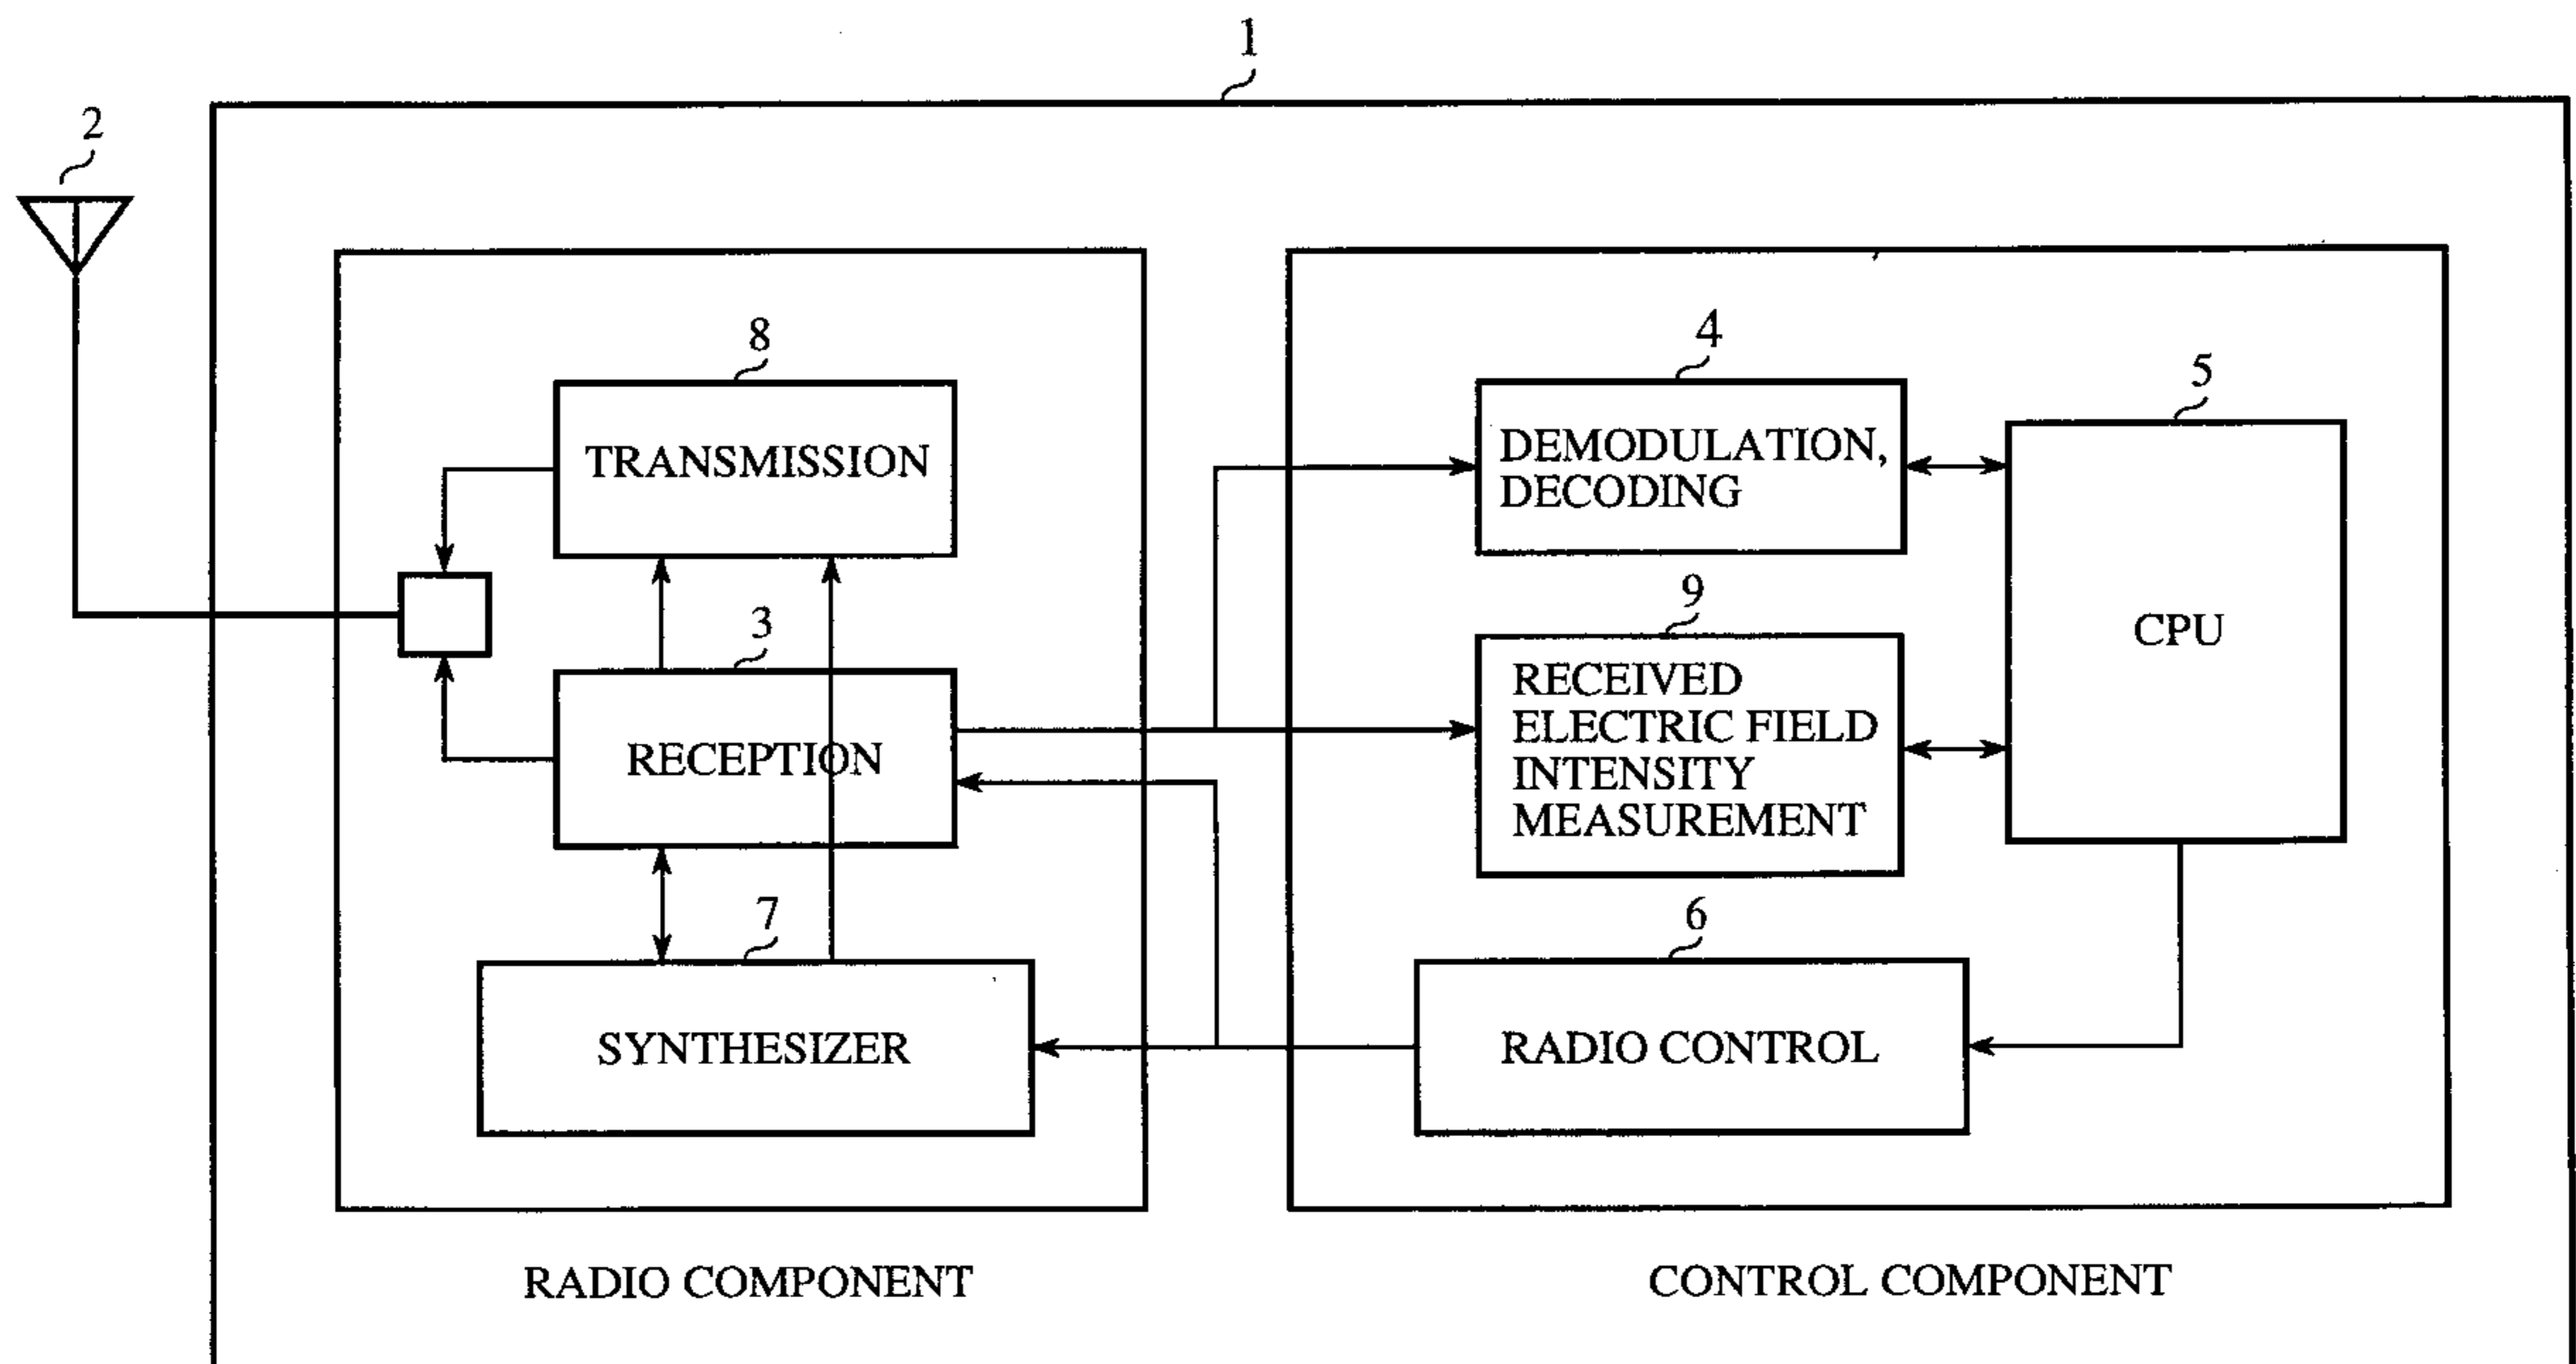 1
2
8
TRANSMISSION
3
RECEPTION
7
SYNTHESIZER
4
DEMODULATION,
DECODING
5
CPU
9
RECEIVED
ELECTRIC FIELD
INTENSITY
MEASUREMENT
6
RADIO CONTROL
RADIO COMPONENT
CONTROL COMPONENT